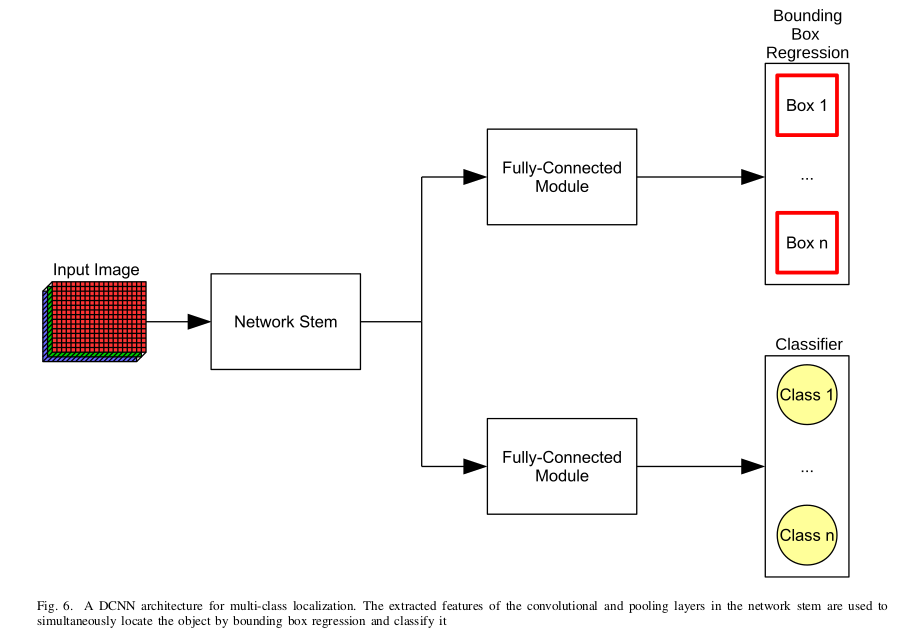 Bounding
Box
Regression
Box 1
...
Box n
Fully-Connected
Module
Input Image
Network Stem
Classifier
Class 1
...
Class n
Fully-Connected
Module
Fig. 6. A DCNN architecture for multi-class localization. The extracted features of the convolutional and pooling layers in the network stem are used to
simultaneously locate the object by bounding box regression and classify it